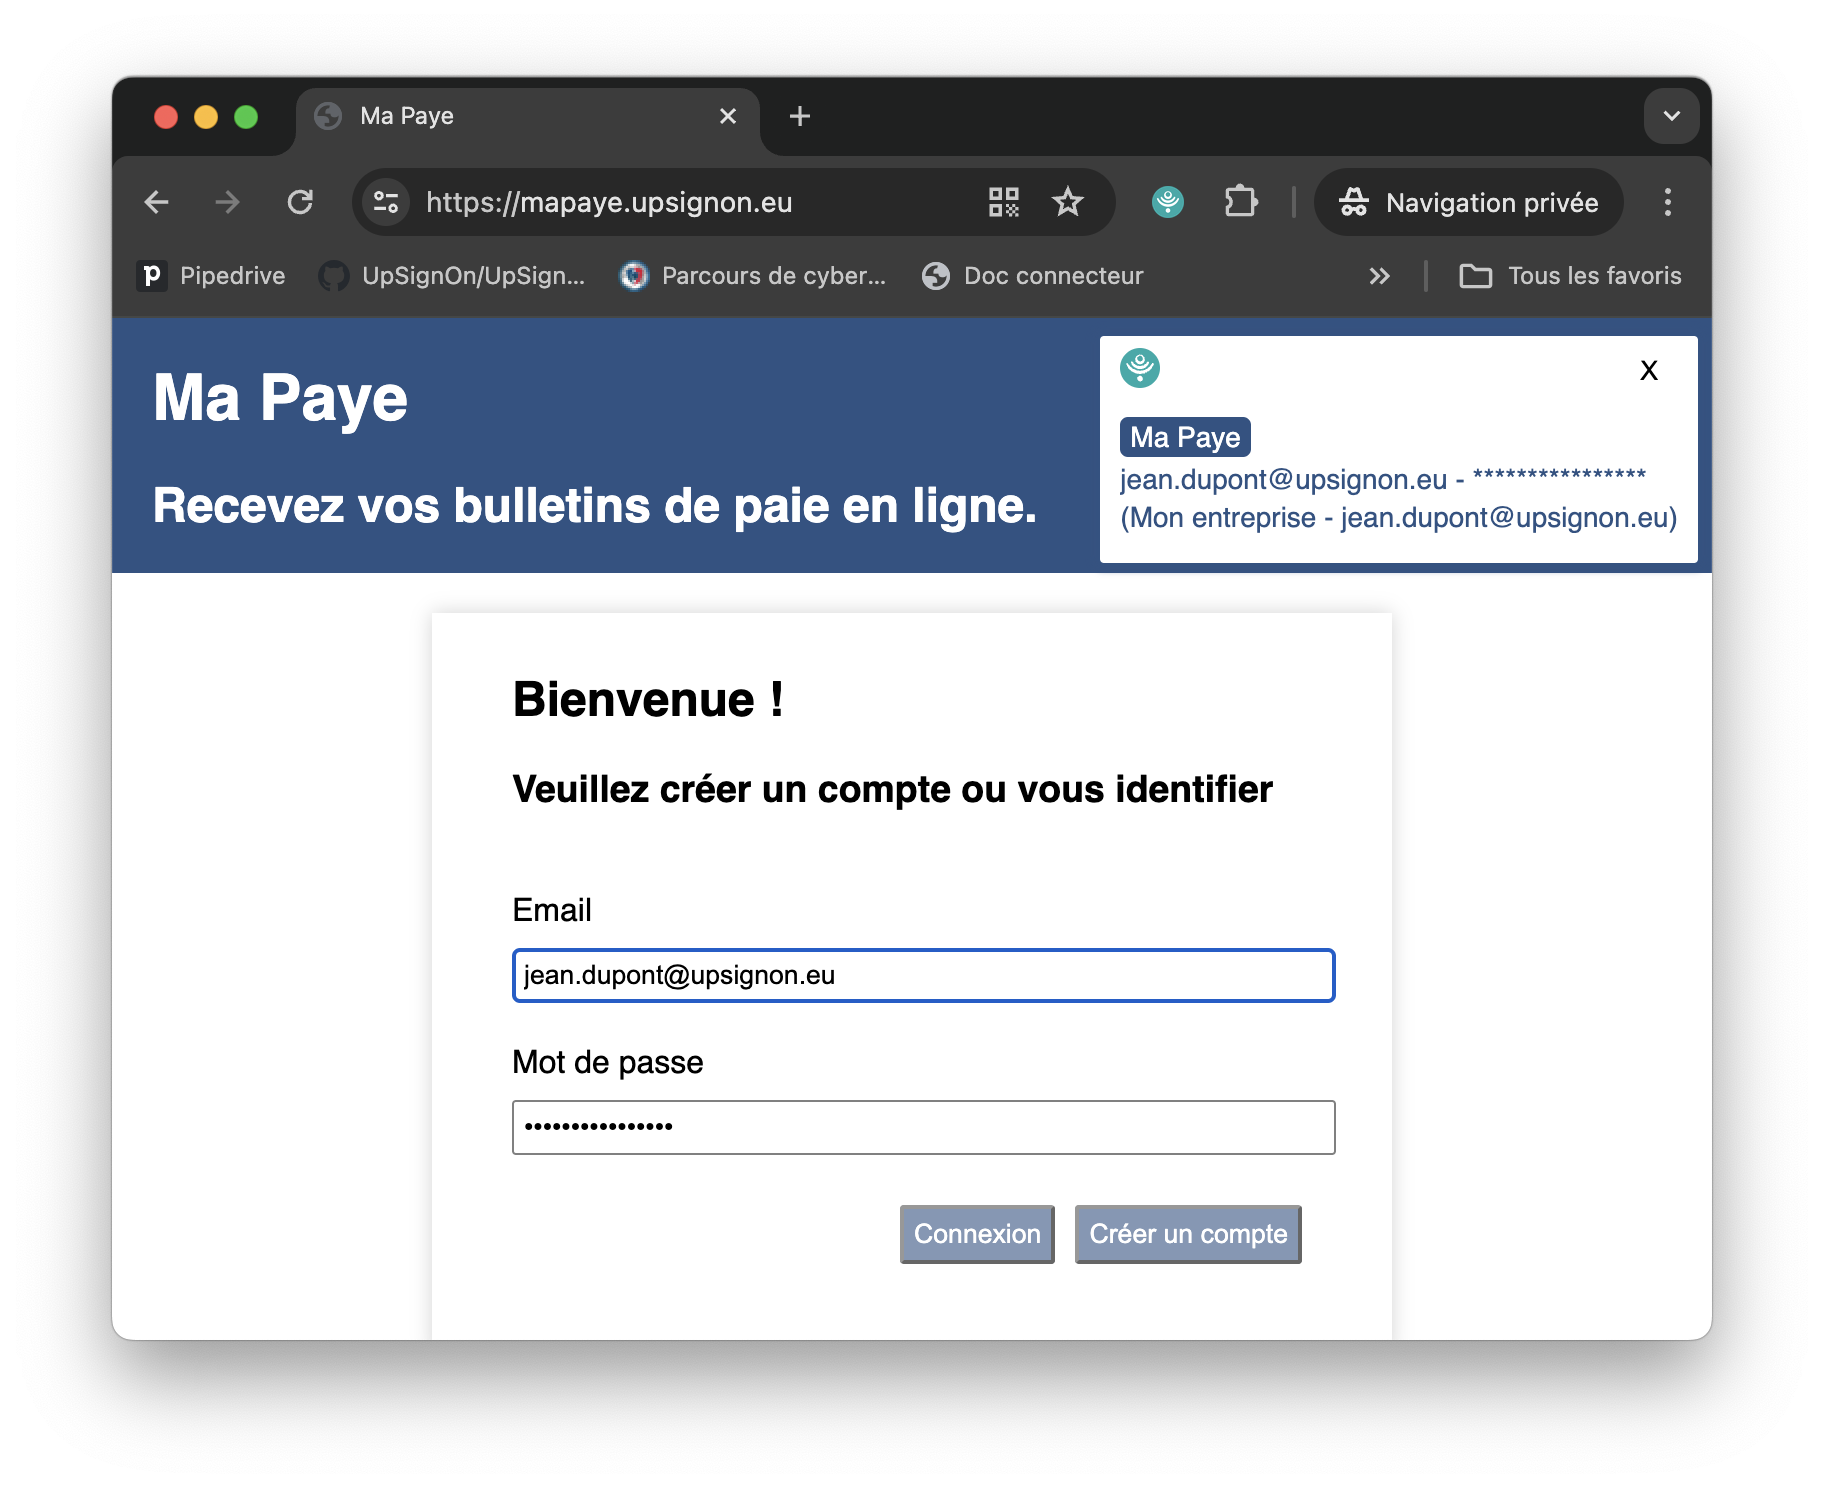 Ma Paye
https://mapaye.upsignon.eu
Navigation privée
Pipedrive
UpSignOn/UpSign...
Parcours de cyber...
Doc connecteur
Tous les favoris
Ma Paye
Recevez vos bulletins de paie en ligne.
X
Ma Paye
jean.dupont@upsignon.eu - ****************
(Mon entreprise - jean.dupont@upsignon.eu)
Bienvenue !
Veuillez créer un compte ou vous identifier
Email
jean.dupont@upsignon.eu
Mot de passe
••••••••••••••••
Connexion
Créer un compte